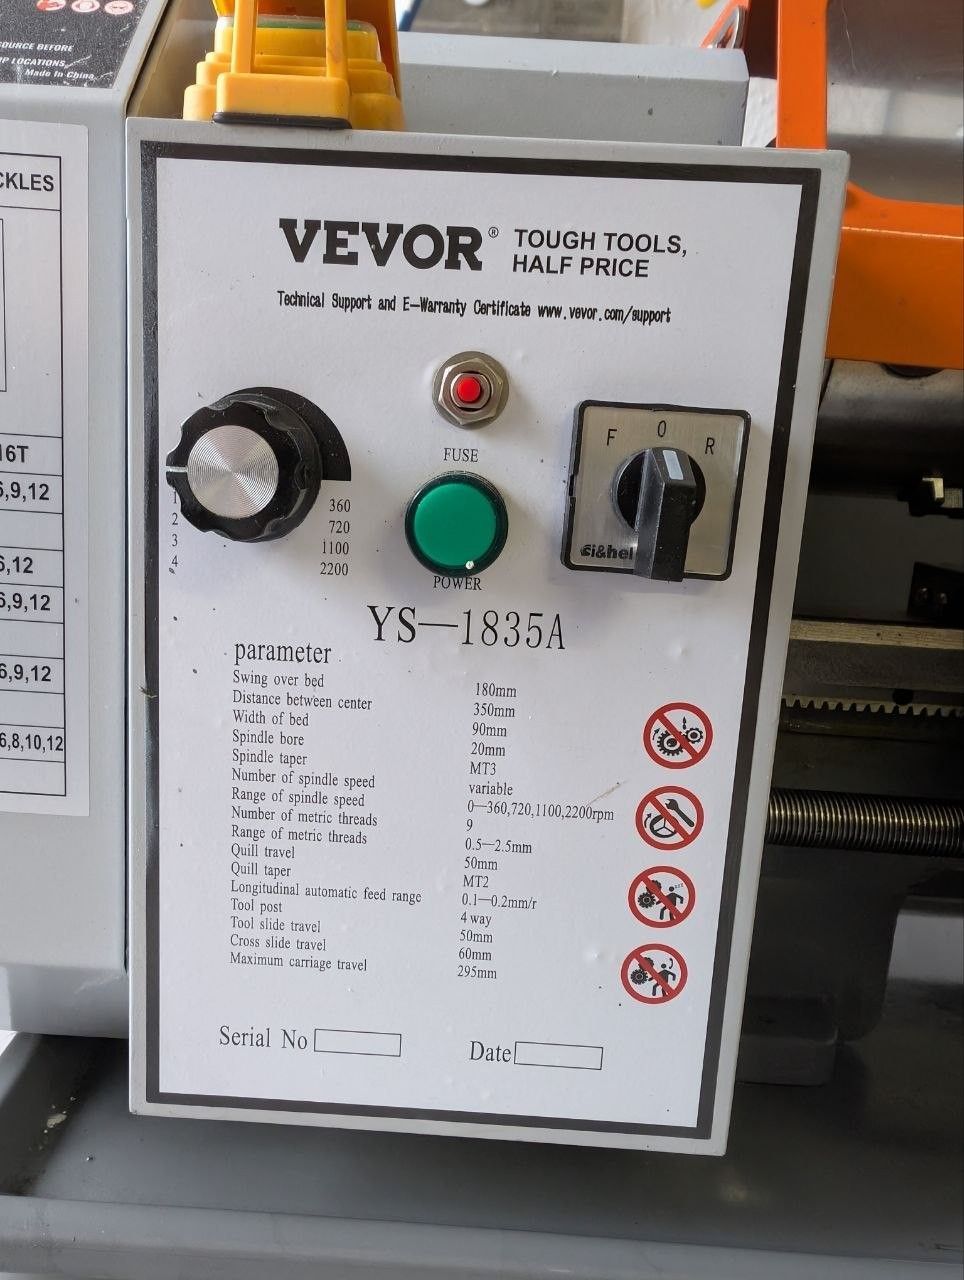 SOURCE BEFORE
UP LOCATIONS.
Made In China
CKLES
16T
6,9,12
6,12
6,9,12
6,9,12
6,8,10,12
VEVOR® TOUGH TOOLS,
HALF PRICE
Technical Support and E-Warranty Certificate www.vevor.com/support
FUSE
F O R
1 360
2 720
3 1100
4 2200
POWER
YS—1835A
parameter
Swing over bed 180mm
Distance between center 350mm
Width of bed 90mm
Spindle bore 20mm
Spindle taper MT3
Number of spindle speed variable
Range of spindle speed 0—360,720,1100,2200rpm
Number of metric threads 9
Range of metric threads 0.5—2.5mm
Quill travel 50mm
Quill taper MT2
Longitudinal automatic feed range 0.1—0.2mm/r
Tool post 4 way
Tool slide travel 50mm
Cross slide travel 60mm
Maximum carriage travel 295mm
Serial No
Date